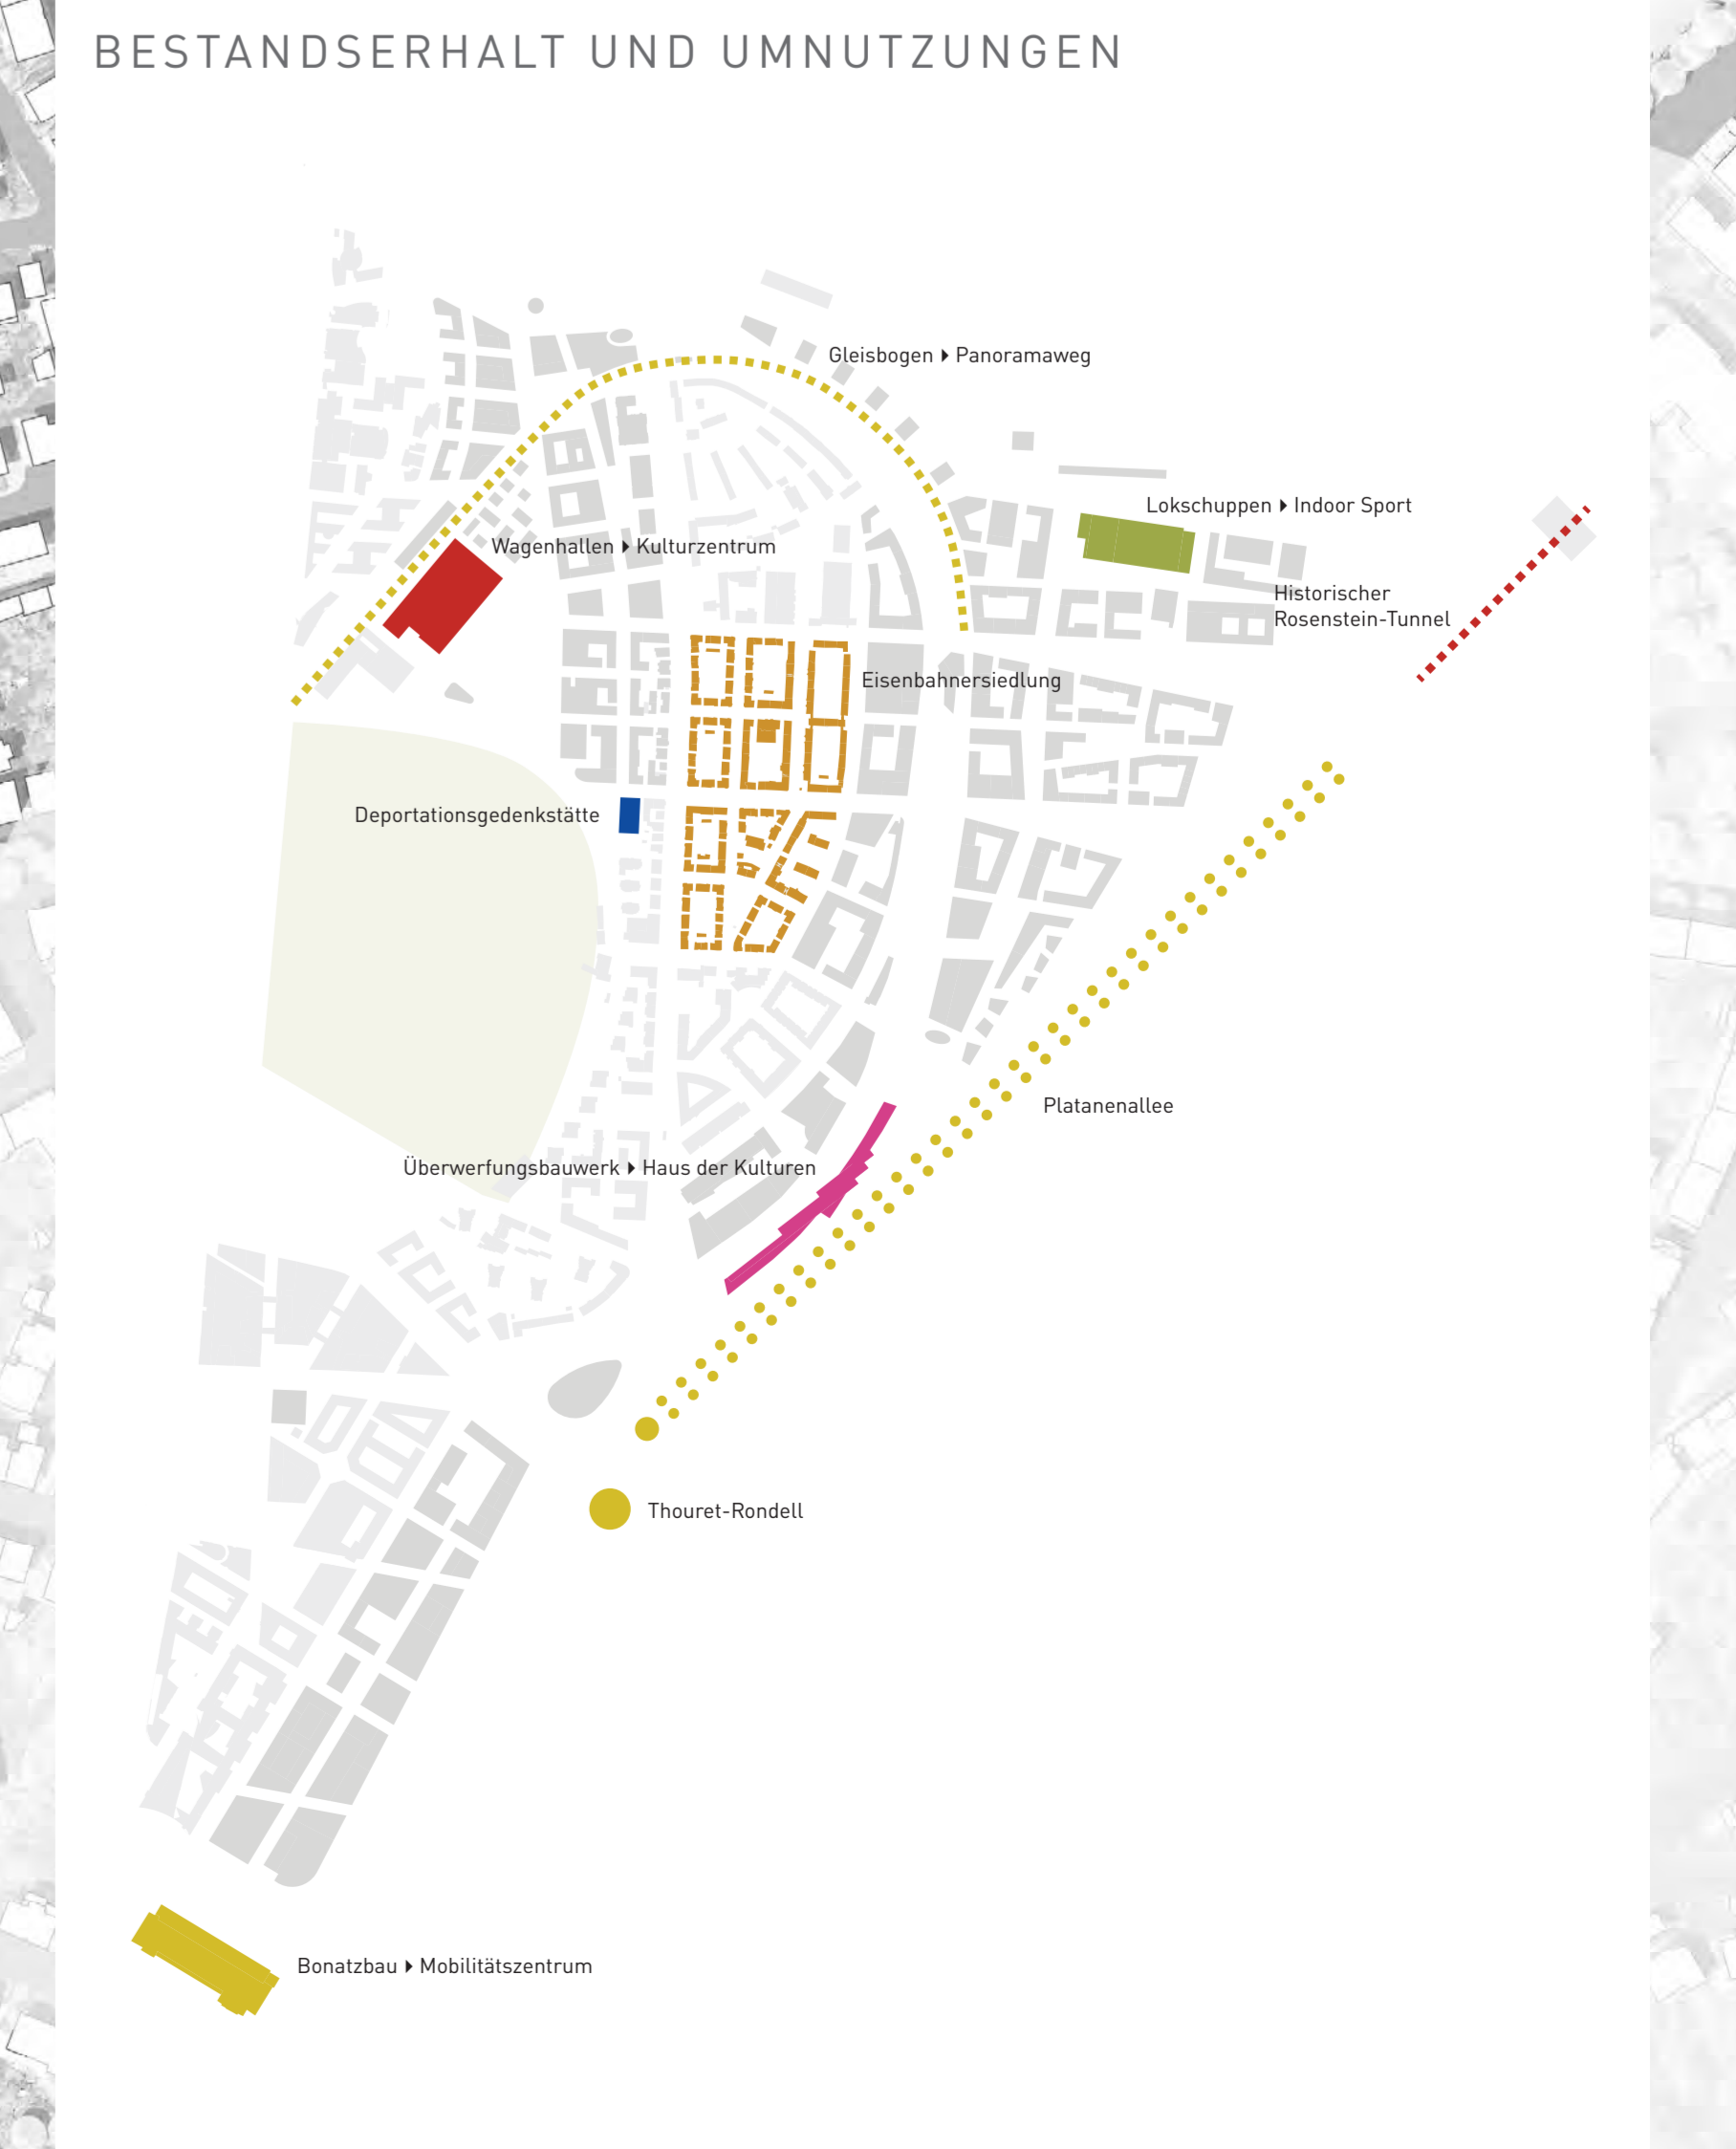 BESTANDSERHALT UND UMNUTZUNGEN
Gleisbogen ▸ Panoramaweg
Lokschuppen ▸ Indoor Sport
Wagenhallen ▸ Kulturzentrum
Historischer
Rosenstein-Tunnel
Eisenbahnersiedlung
Deportationsgedenkstätte
Platanenallee
Überwerfungsbauwerk ▸ Haus der Kulturen
Thouret-Rondell
Bonatzbau ▸ Mobilitätszentrum